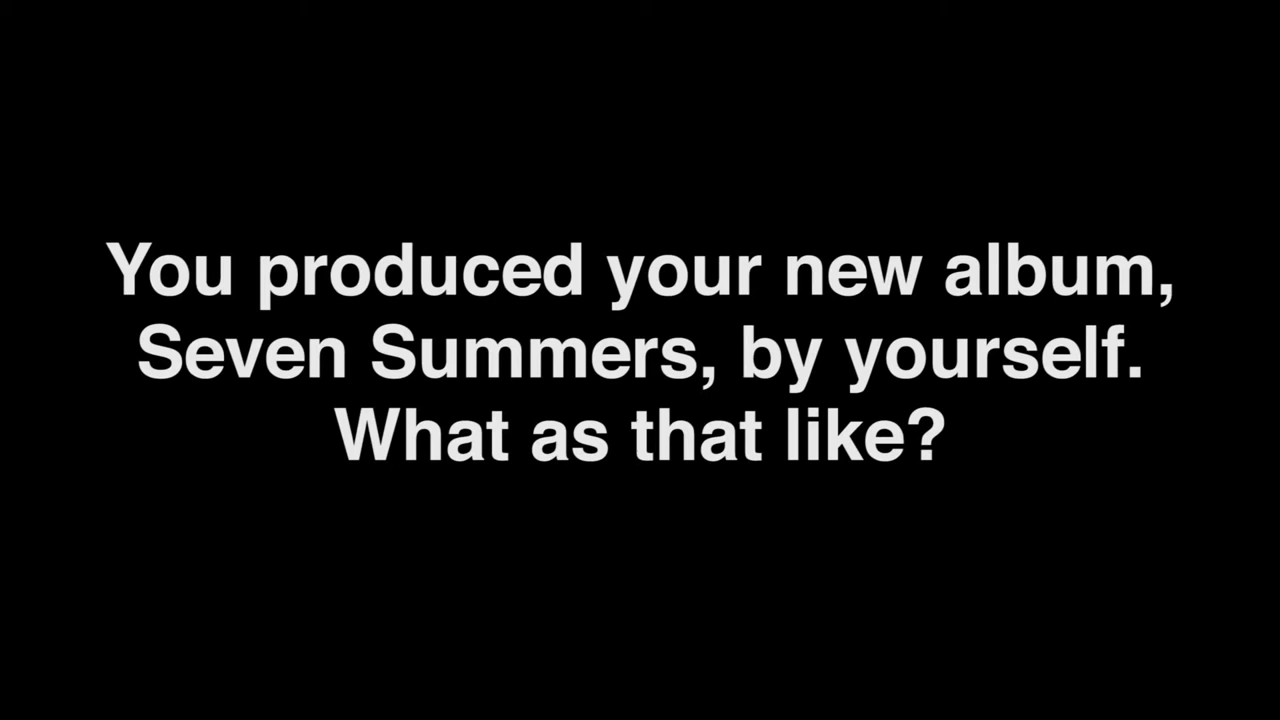 You produced your new album,
Seven Summers, by yourself.
What as that like?